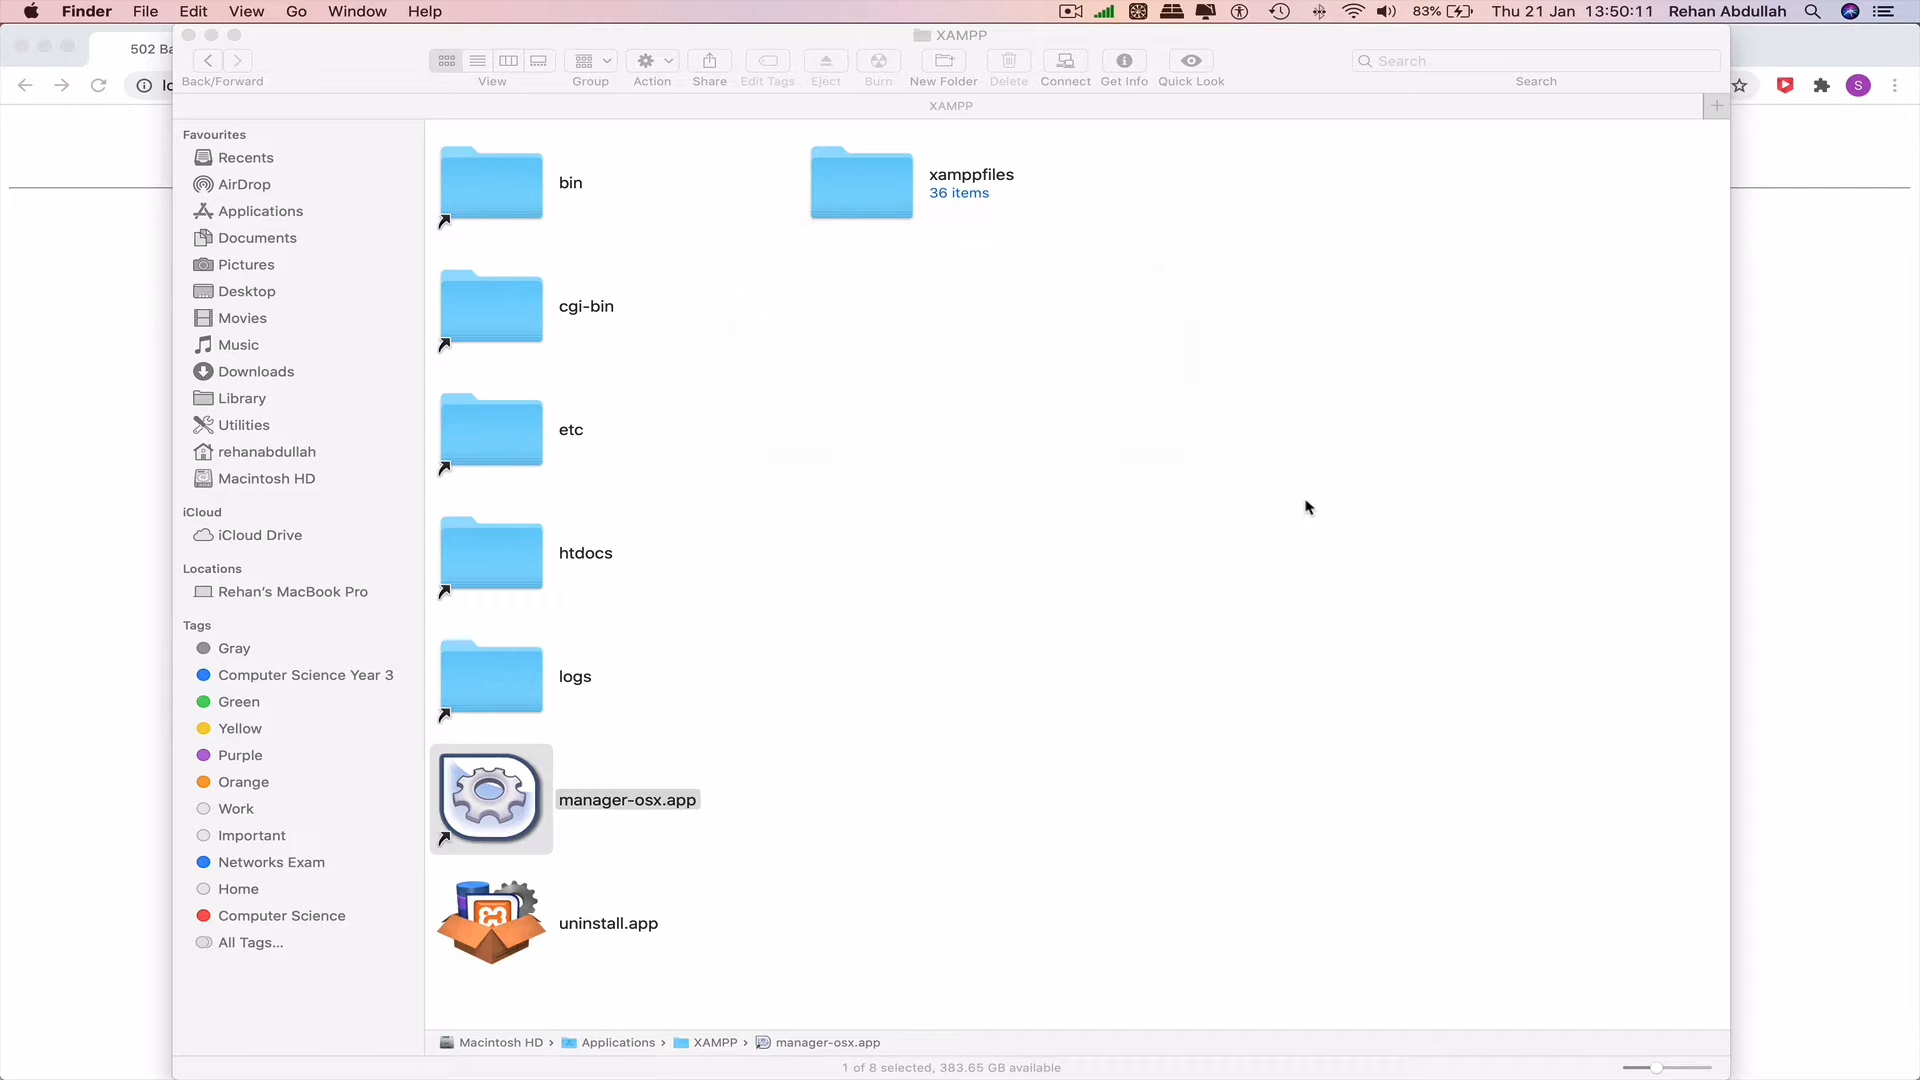 Finder File Edit View Go Window Help 83% Thu 21 Jan 13:50:11 Rehan Abdullah
502 Ba
XAMPP
Back/Forward View Group Action Share Edit Tags Eject Burn New Folder Delete Connect Get Info Quick Look Search
Search
S
XAMPP
Favourites
Recents
AirDrop
Applications
Documents
Pictures
Desktop
Movies
Music
Downloads
Library
Utilities
rehanabdullah
Macintosh HD
iCloud
iCloud Drive
Locations
Rehan's MacBook Pro
Tags
Gray
Computer Science Year 3
Green
Yellow
Purple
Orange
Work
Important
Networks Exam
Home
Computer Science
All Tags...
bin
xamppfiles
36 items
cgi-bin
etc
htdocs
logs
manager-osx.app
uninstall.app
Macintosh HD › Applications › XAMPP › manager-osx.app
1 of 8 selected, 383.65 GB available